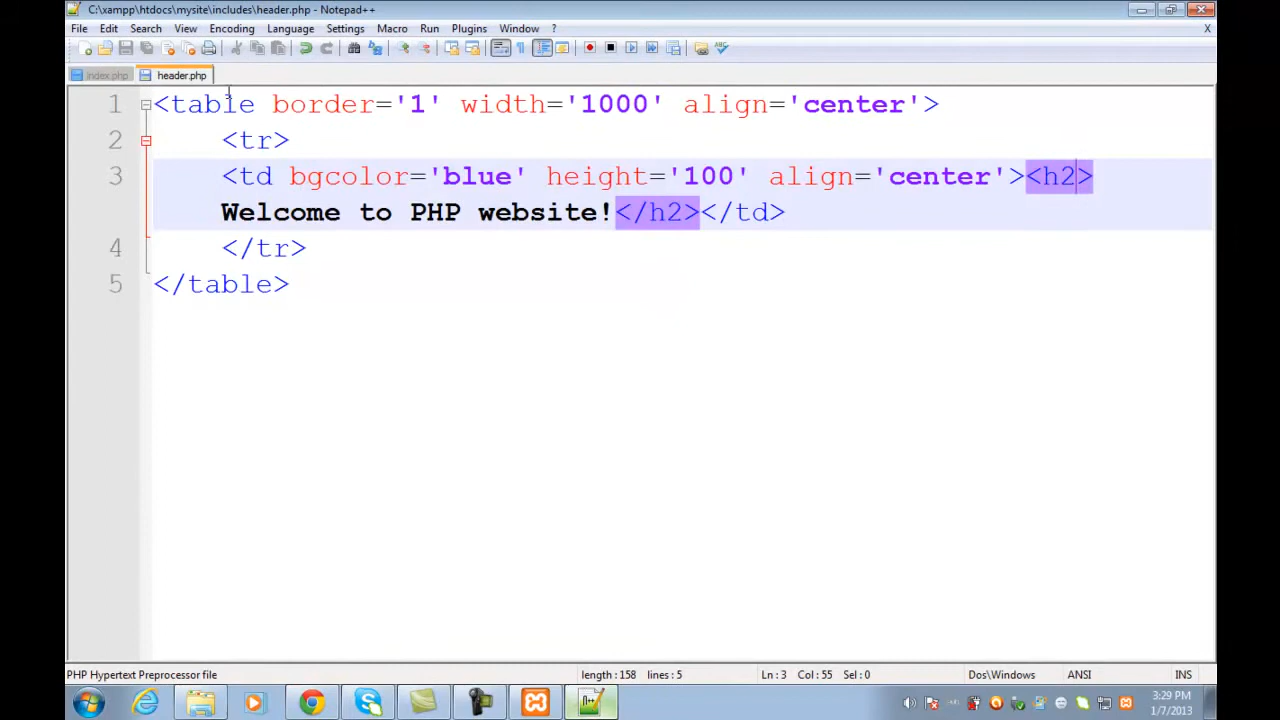 C:\xampp\htdocs\mysite\includes\header.php - Notepad++
File Edit Search View Encoding Language Settings Macro Run Plugins Window ? X
index.php header.php
1 <table border='1' width='1000' align='center'>
2 <tr>
3 <td bgcolor='blue' height='100' align='center'><h2>
Welcome to PHP website!</h2></td>
4 </tr>
5 </table>
PHP Hypertext Preprocessor file length : 158 lines : 5 Ln : 3 Col : 55 Sel : 0 Dos\Windows ANSI INS
3:29 PM
1/7/2013